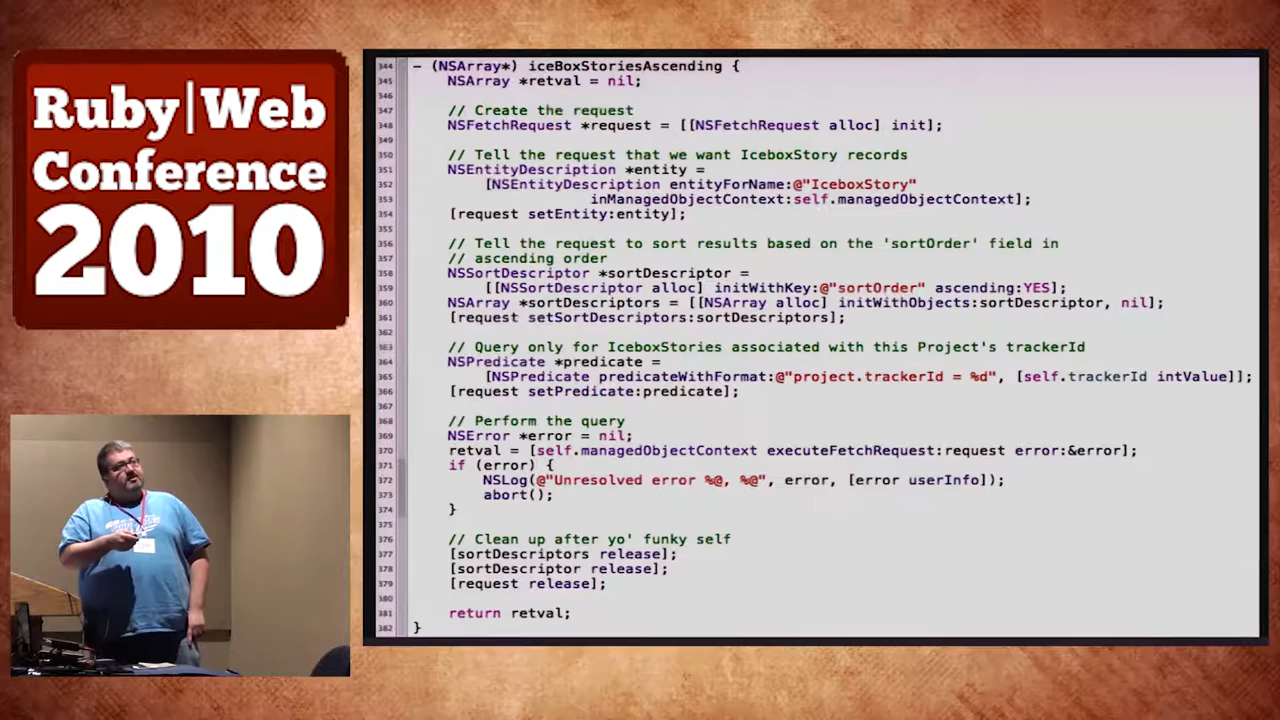 Ruby|Web
Conference
2010
344 - (NSArray*) iceBoxStoriesAscending {
345 NSArray *retval = nil;
346
347 // Create the request
348 NSFetchRequest *request = [[NSFetchRequest alloc] init];
349
350 // Tell the request that we want IceboxStory records
351 NSEntityDescription *entity =
352 [NSEntityDescription entityForName:@"IceboxStory"
353 inManagedObjectContext:self.managedObjectContext];
354 [request setEntity:entity];
355
356 // Tell the request to sort results based on the 'sortOrder' field in
357 // ascending order
358 NSSortDescriptor *sortDescriptor =
359 [[NSSortDescriptor alloc] initWithKey:@"sortOrder" ascending:YES];
360 NSArray *sortDescriptors = [[NSArray alloc] initWithObjects:sortDescriptor, nil];
361 [request setSortDescriptors:sortDescriptors];
362
363 // Query only for IceboxStories associated with this Project's trackerId
364 NSPredicate *predicate =
365 [NSPredicate predicateWithFormat:@"project.trackerId = %d", [self.trackerId intValue]];
366 [request setPredicate:predicate];
367
368 // Perform the query
369 NSError *error = nil;
370 retval = [self.managedObjectContext executeFetchRequest:request error:&error];
371 if (error) {
372 NSLog(@"Unresolved error %@, %@", error, [error userInfo]);
373 abort();
374 }
375
376 // Clean up after yo' funky self
377 [sortDescriptors release];
378 [sortDescriptor release];
379 [request release];
380
381 return retval;
382 }